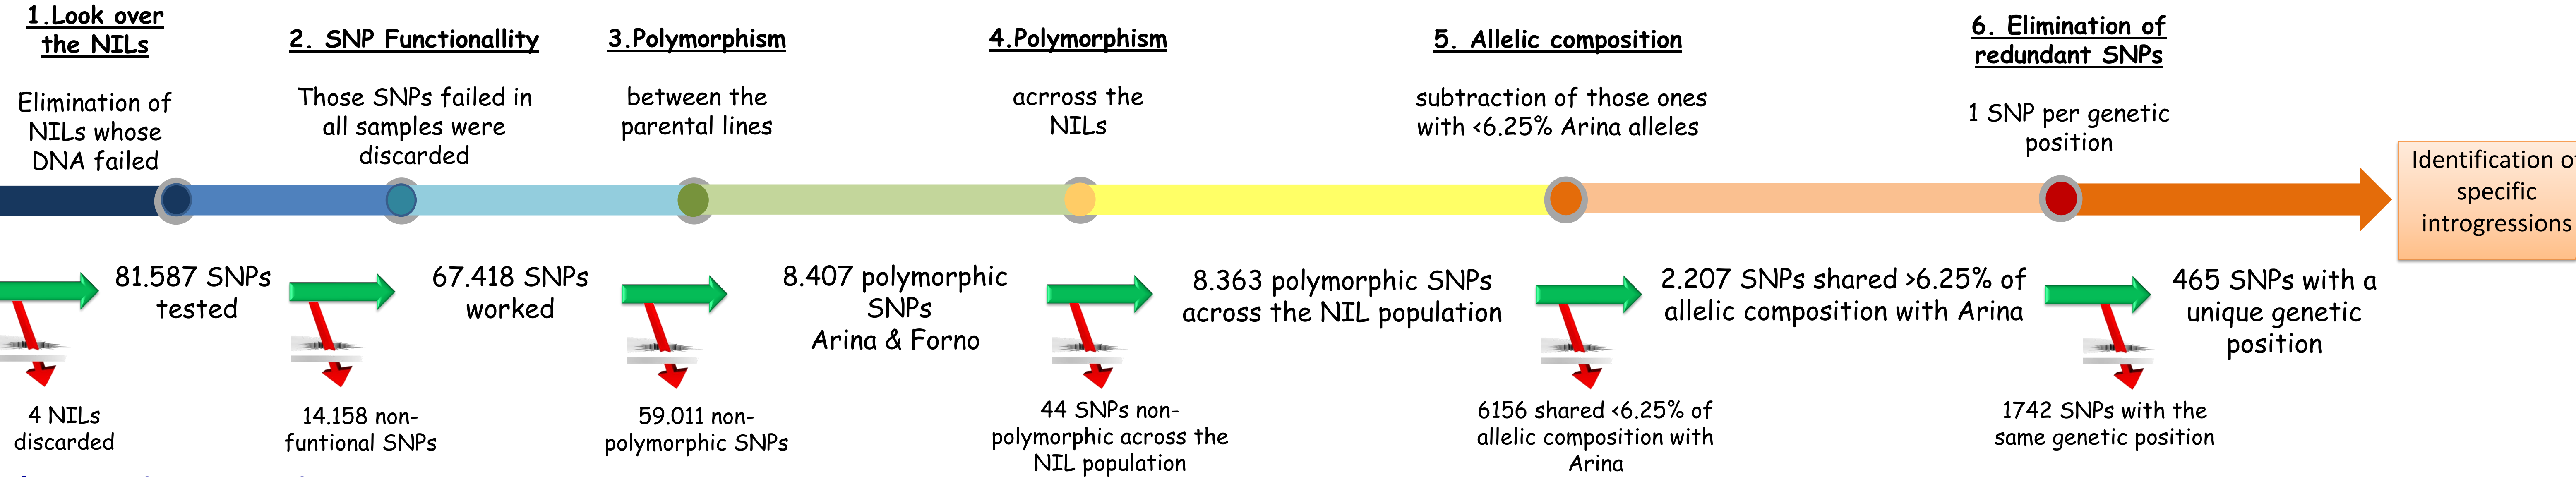 1.Look over
the NILs
Elimination of
NILs whose
DNA failed
2. SNP Functionallity
Those SNPs failed in
all samples were
discarded
3.Polymorphism
between the
parental lines
4.Polymorphism
acrross the
NILs
5. Allelic composition
subtraction of those ones
with <6.25% Arina alleles
6. Elimination of
redundant SNPs
1 SNP per genetic
position
Identification of
specific
introgressions
81.587 SNPs
tested
67.418 SNPs
worked
8.407 polymorphic
SNPs
Arina & Forno
8.363 polymorphic SNPs
across the NIL population
2.207 SNPs shared >6.25% of
allelic composition with Arina
465 SNPs with a
unique genetic
position
4 NILs
discarded
14.158 non-
funtional SNPs
59.011 non-
polymorphic SNPs
44 SNPs non-
polymorphic across the
NIL population
6156 shared <6.25% of
allelic composition with
Arina
1742 SNPs with the
same genetic position